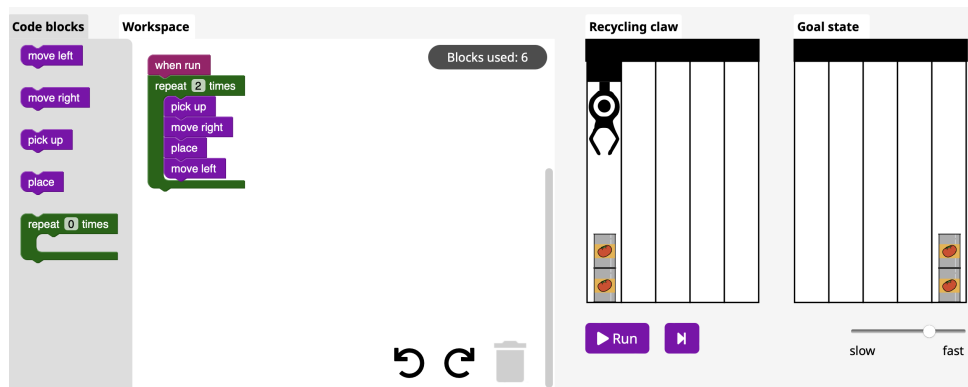 Code blocks
Workspace
Recycling claw
Goal state
move left
move right
pick up
place
repeat 0 times
when run
repeat 2 times
pick up
move right
place
move left
Blocks used: 6
Run
slow
fast